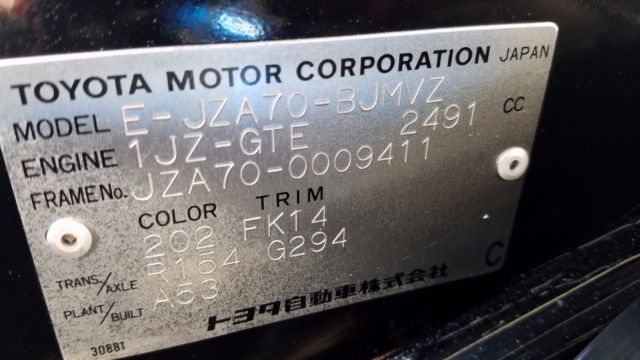 TOYOTA MOTOR CORPORATION JAPAN
MODEL E-JZA70-BJMVZ
ENGINE 1JZ-GTE 2491 CC
FRAME No. JZA70-0009411
COLOR TRIM
202 FK14
TRANS/AXLE R154 G294
PLANT/BUILT A53
トヨタ自動車株式会社 C
30881